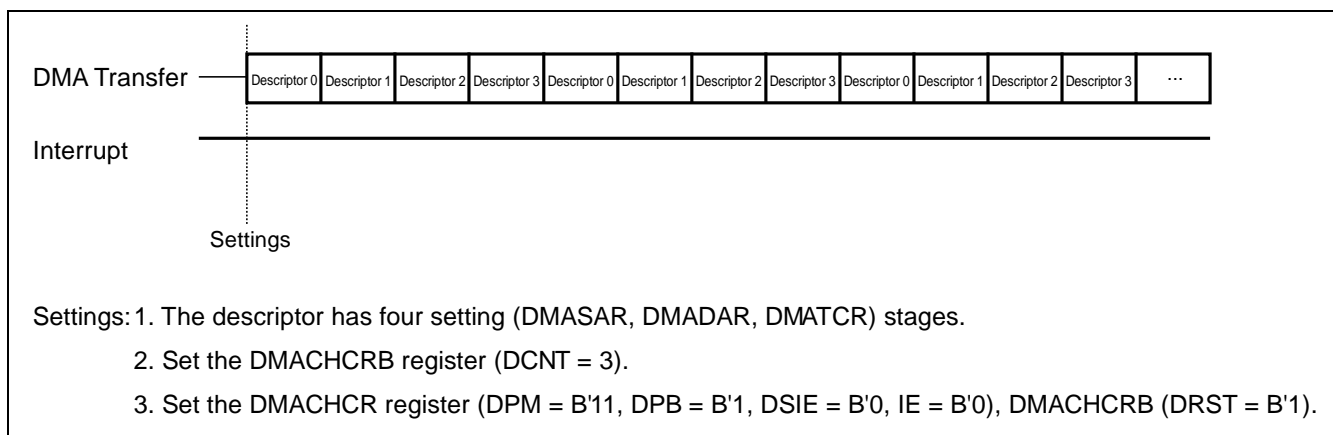 DMA Transfer Descriptor 0 Descriptor 1 Descriptor 2 Descriptor 3 Descriptor 0 Descriptor 1 Descriptor 2 Descriptor 3 Descriptor 0 Descriptor 1 Descriptor 2 Descriptor 3 ...
Interrupt
Settings
Settings: 1. The descriptor has four setting (DMASAR, DMADAR, DMATCR) stages.
2. Set the DMACHCRB register (DCNT = 3).
3. Set the DMACHCR register (DPM = B'11, DPB = B'1, DSIE = B'0, IE = B'0), DMACHCRB (DRST = B'1).